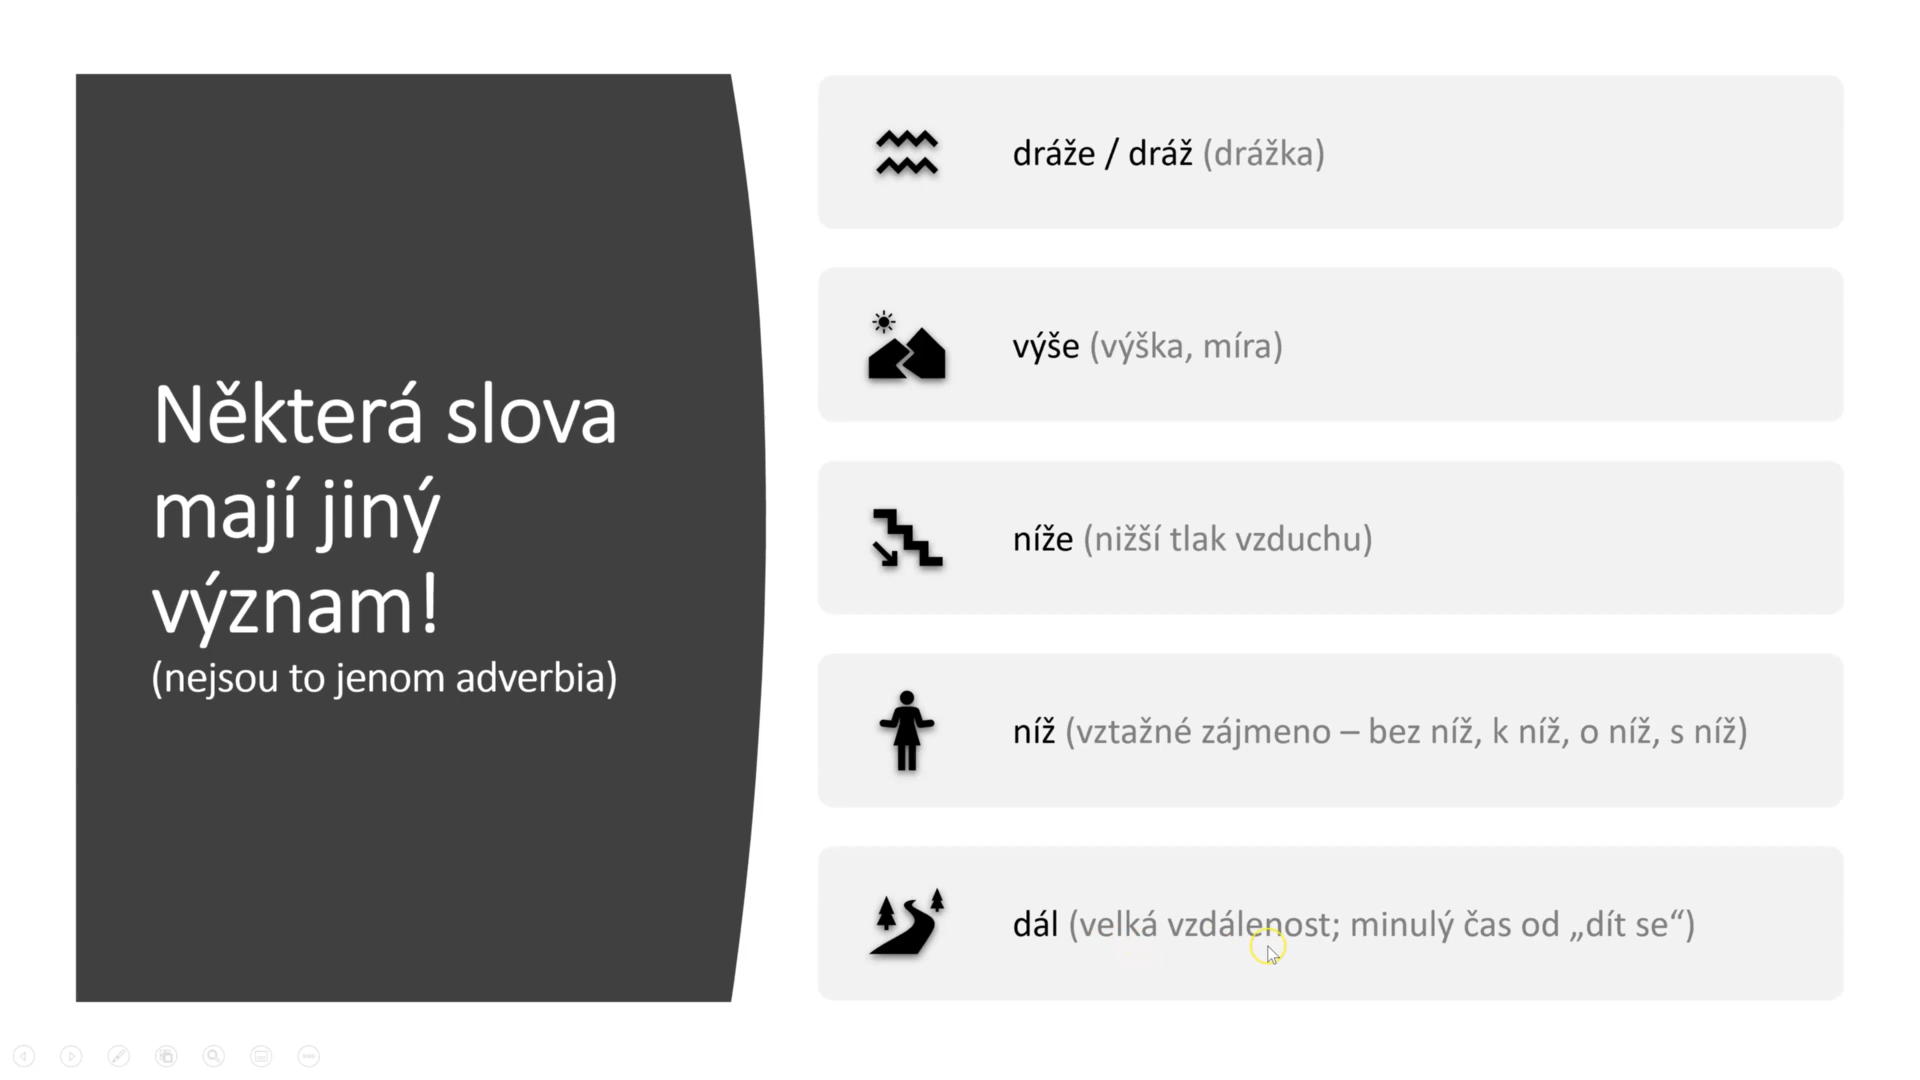 Některá slova
mají jiný
význam!
(nejsou to jenom adverbia)
dráže / dráž (drážka)
výše (výška, míra)
níže (nižší tlak vzduchu)
níž (vztažné zájmeno – bez níž, k níž, o níž, s níž)
dál (velká vzdálenost; minulý čas od „dít se“)